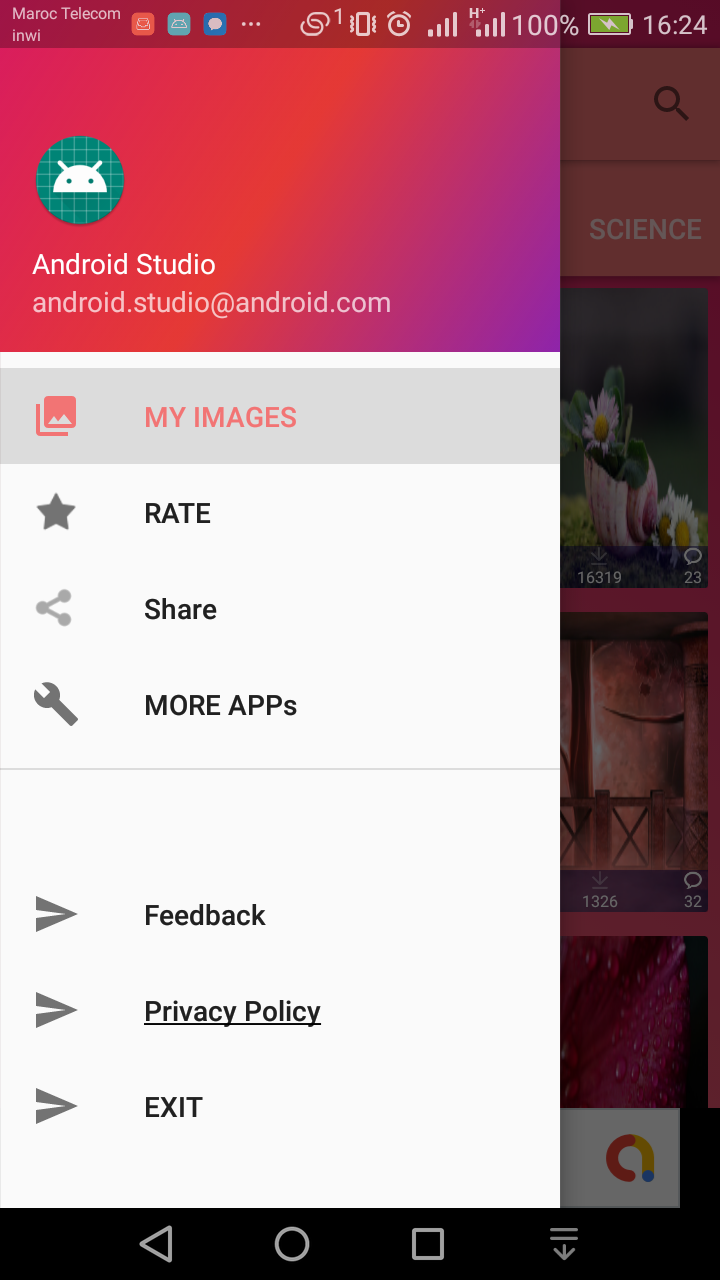 Maroc Telecom
inwi
1
H+
100%
16:24
SCIENCE
Android Studio
android.studio@android.com
MY IMAGES
RATE
Share
MORE APPs
16319
23
1326
32
Feedback
Privacy Policy
EXIT